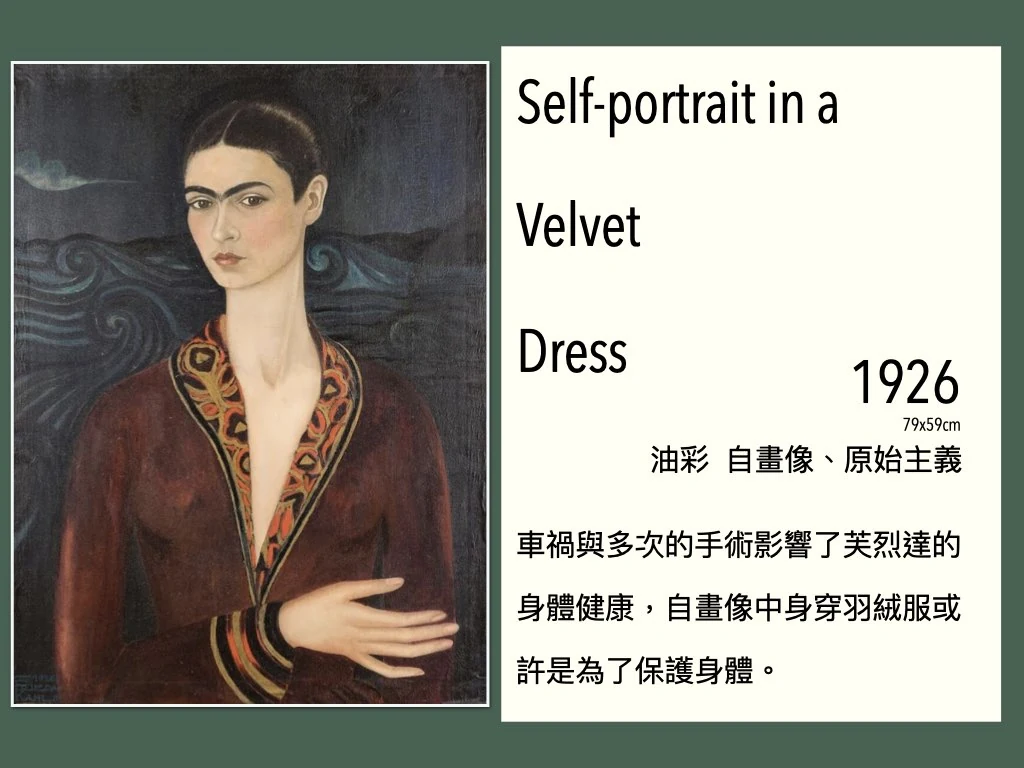 Self-portrait in a
Velvet
Dress
1926
79x59cm
油彩 自畫像、原始主義
車禍與多次的手術影響了芙烈達的
身體健康，自畫像中身穿羽絨服或
許是為了保護身體。